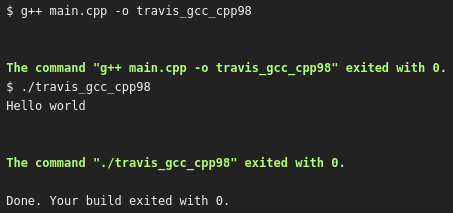 $ g++ main.cpp -o travis_gcc_cpp98
The command "g++ main.cpp -o travis_gcc_cpp98" exited with 0.
$ ./travis_gcc_cpp98
Hello world
The command "./travis_gcc_cpp98" exited with 0.
Done. Your build exited with 0.